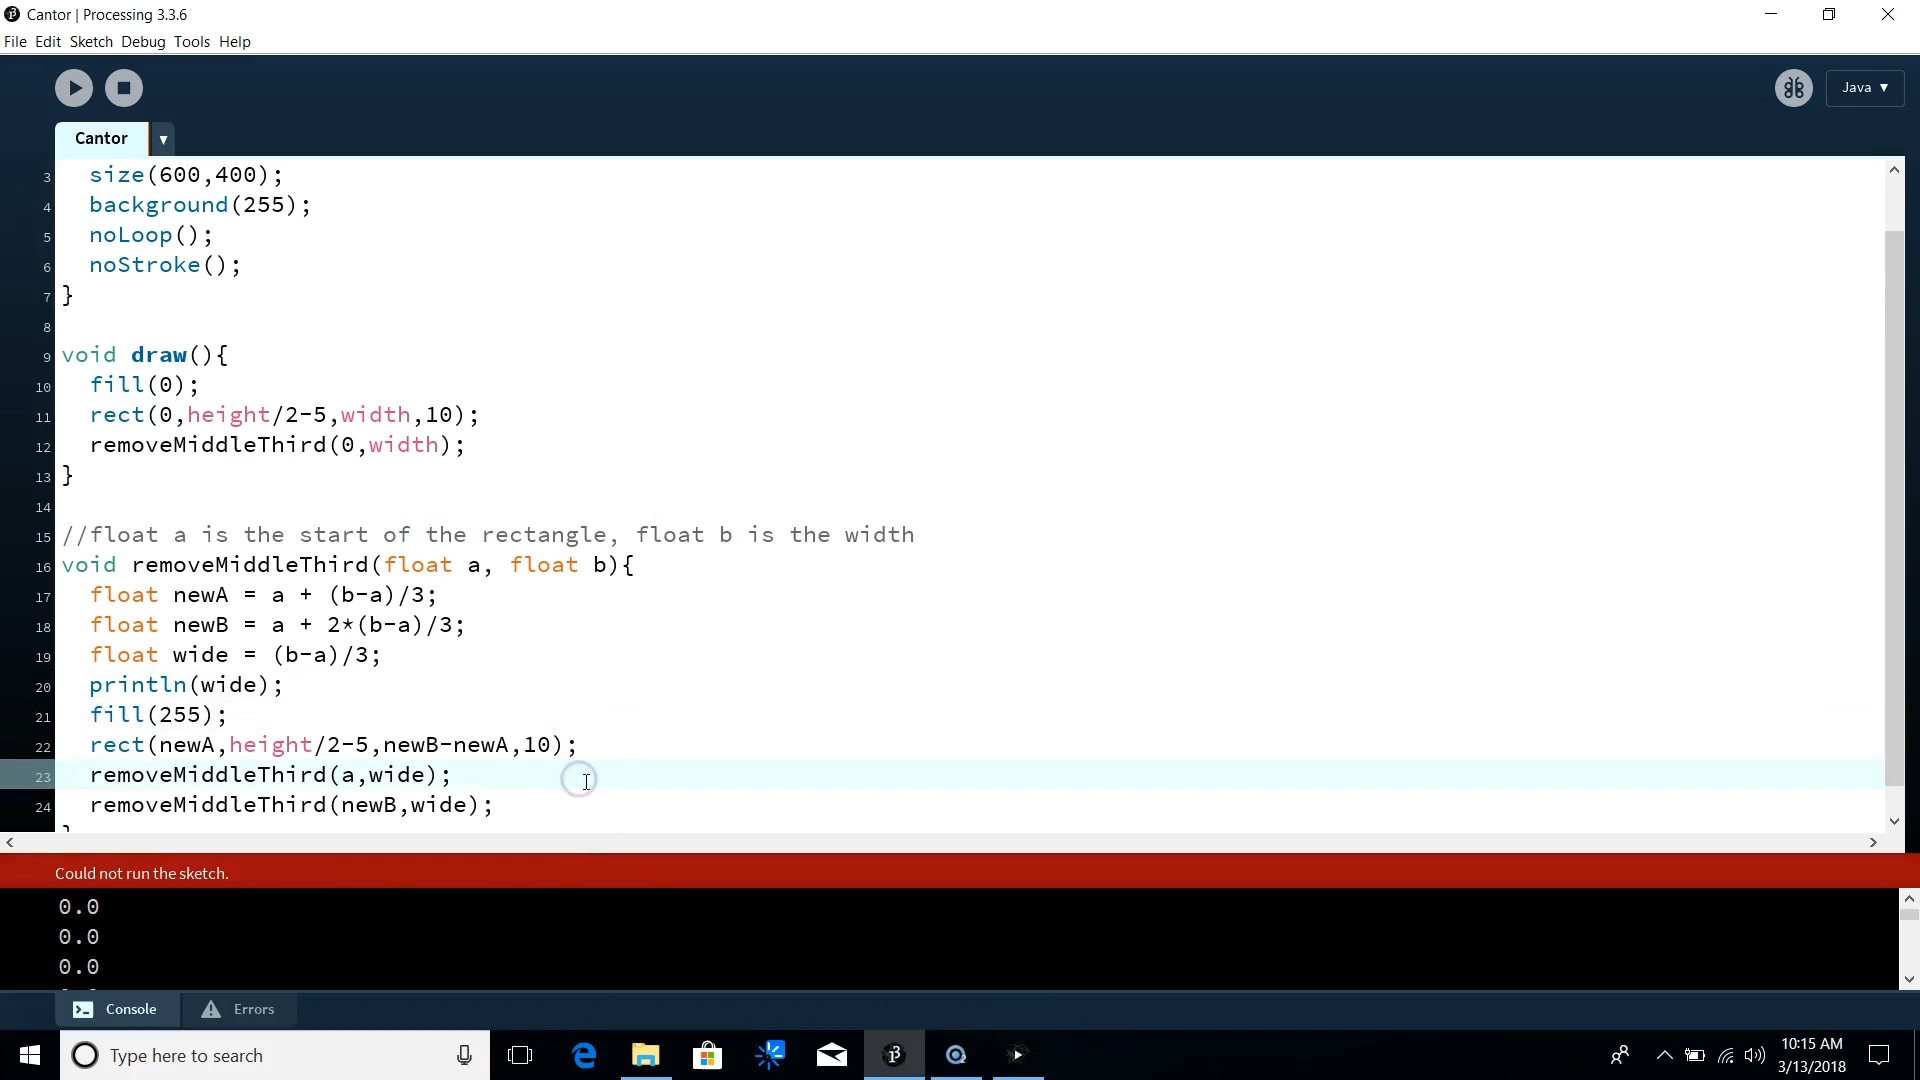 Cantor | Processing 3.3.6
File Edit Sketch Debug Tools Help
Java ▼
Cantor ▼
3 size(600,400);
4 background(255);
5 noLoop();
6 noStroke();
7 }
8
9 void draw(){
10 fill(0);
11 rect(0,height/2-5,width,10);
12 removeMiddleThird(0,width);
13 }
14
15 //float a is the start of the rectangle, float b is the width
16 void removeMiddleThird(float a, float b){
17 float newA = a + (b-a)/3;
18 float newB = a + 2*(b-a)/3;
19 float wide = (b-a)/3;
20 println(wide);
21 fill(255);
22 rect(newA,height/2-5,newB-newA,10);
23 removeMiddleThird(a,wide);
24 removeMiddleThird(newB,wide);
Could not run the sketch.
0.0
0.0
0.0
Console Errors
Type here to search
10:15 AM
3/13/2018